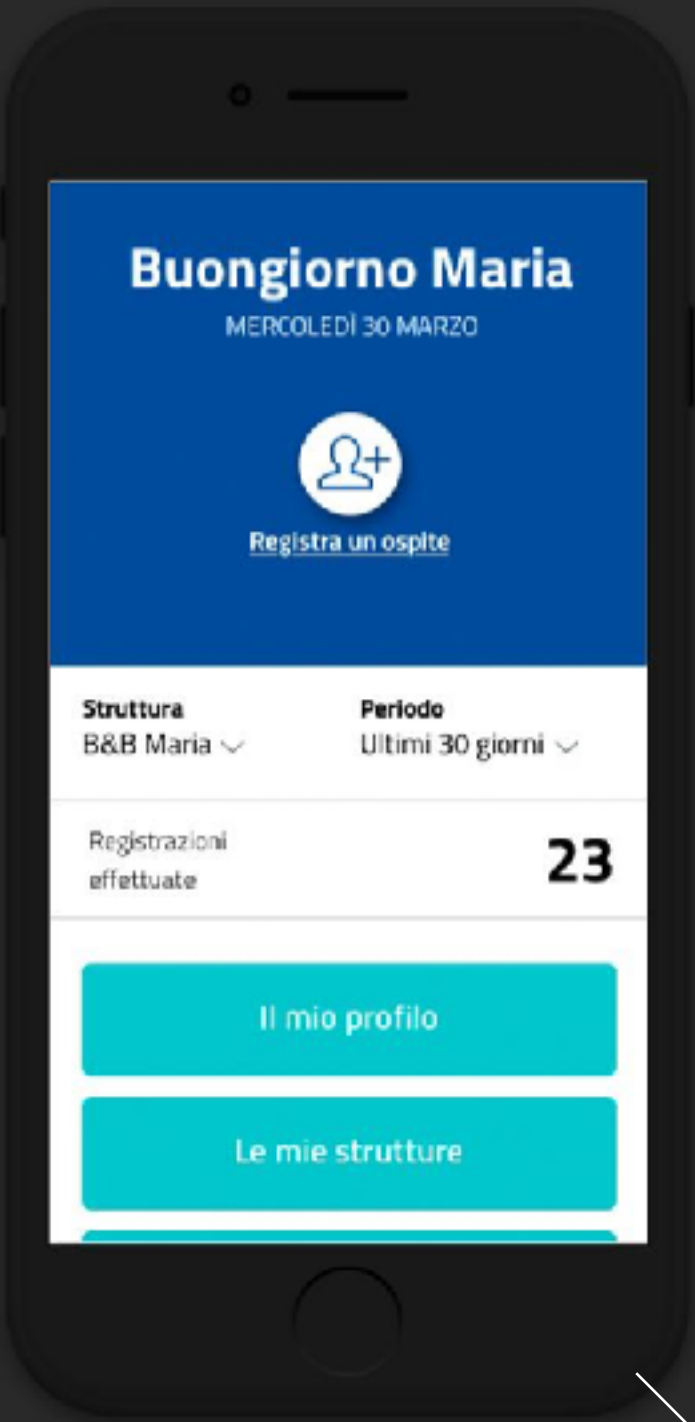 Buongiorno Maria
MERCOLEDÌ 30 MARZO
Registra un ospite
Struttura
B&B Maria
Periodo
Ultimi 30 giorni
Registrazioni
effettuate
23
Il mio profilo
Le mie strutture